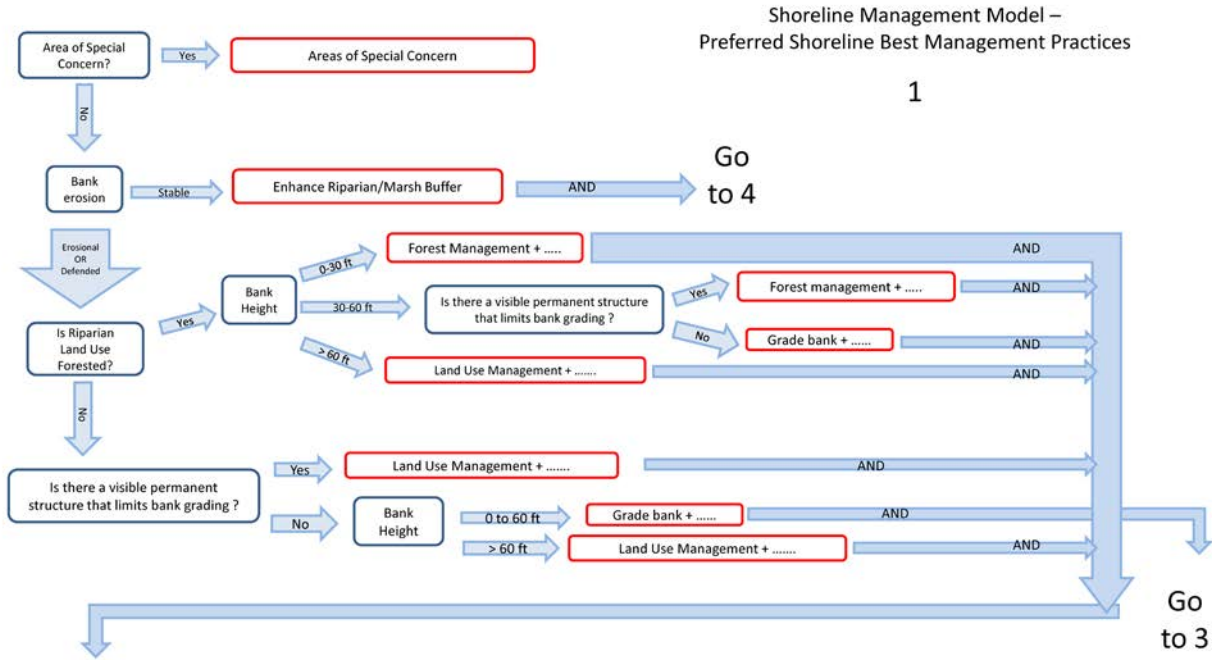 Shoreline Management Model –
Preferred Shoreline Best Management Practices
1
Area of Special
Concern?
Yes
Areas of Special Concern
No
Bank
erosion
Stable
Enhance Riparian/Marsh Buffer
AND
Go
to 4
Erosional
OR
Defended
Is Riparian
Land Use
Forested?
Yes
Bank
Height
0-30 ft
Forest Management + .....
AND
30-60 ft
Is there a visible permanent structure
that limits bank grading ?
Yes
Forest management + .....
AND
No
Grade bank + ......
AND
> 60 ft
Land Use Management + .......
AND
No
Is there a visible permanent
structure that limits bank grading ?
Yes
Land Use Management + .......
AND
No
Bank
Height
0 to 60 ft
Grade bank + ......
AND
> 60 ft
Land Use Management + .......
AND
Go
to 3